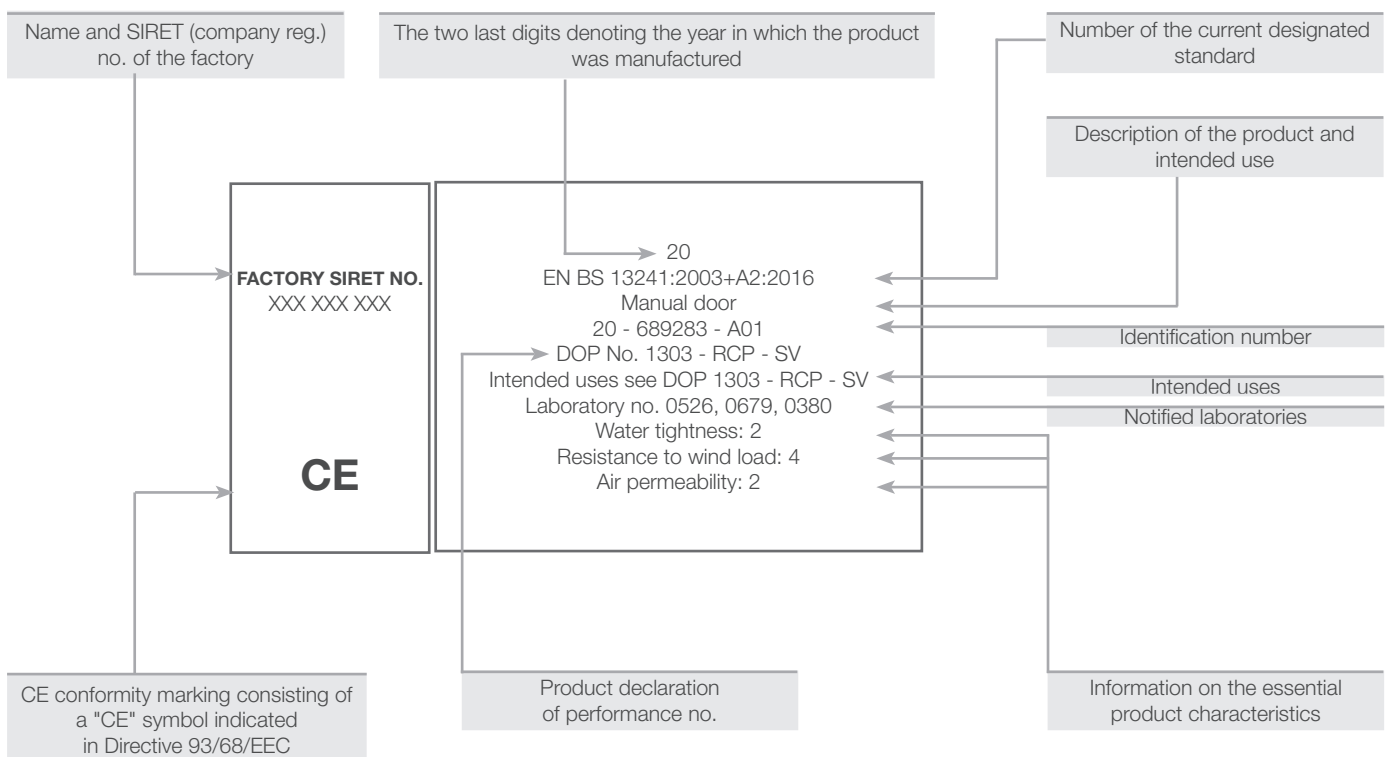 Name and SIRET (company reg.)
no. of the factory
The two last digits denoting the year in which the product
was manufactured
Number of the current designated
standard
Description of the product and
intended use
FACTORY SIRET NO.
XXX XXX XXX
CE
20
EN BS 13241:2003+A2:2016
Manual door
20 - 689283 - A01
DOP No. 1303 - RCP - SV
Intended uses see DOP 1303 - RCP - SV
Laboratory no. 0526, 0679, 0380
Water tightness: 2
Resistance to wind load: 4
Air permeability: 2
Identification number
Intended uses
Notified laboratories
CE conformity marking consisting of
a "CE" symbol indicated
in Directive 93/68/EEC
Product declaration
of performance no.
Information on the essential
product characteristics